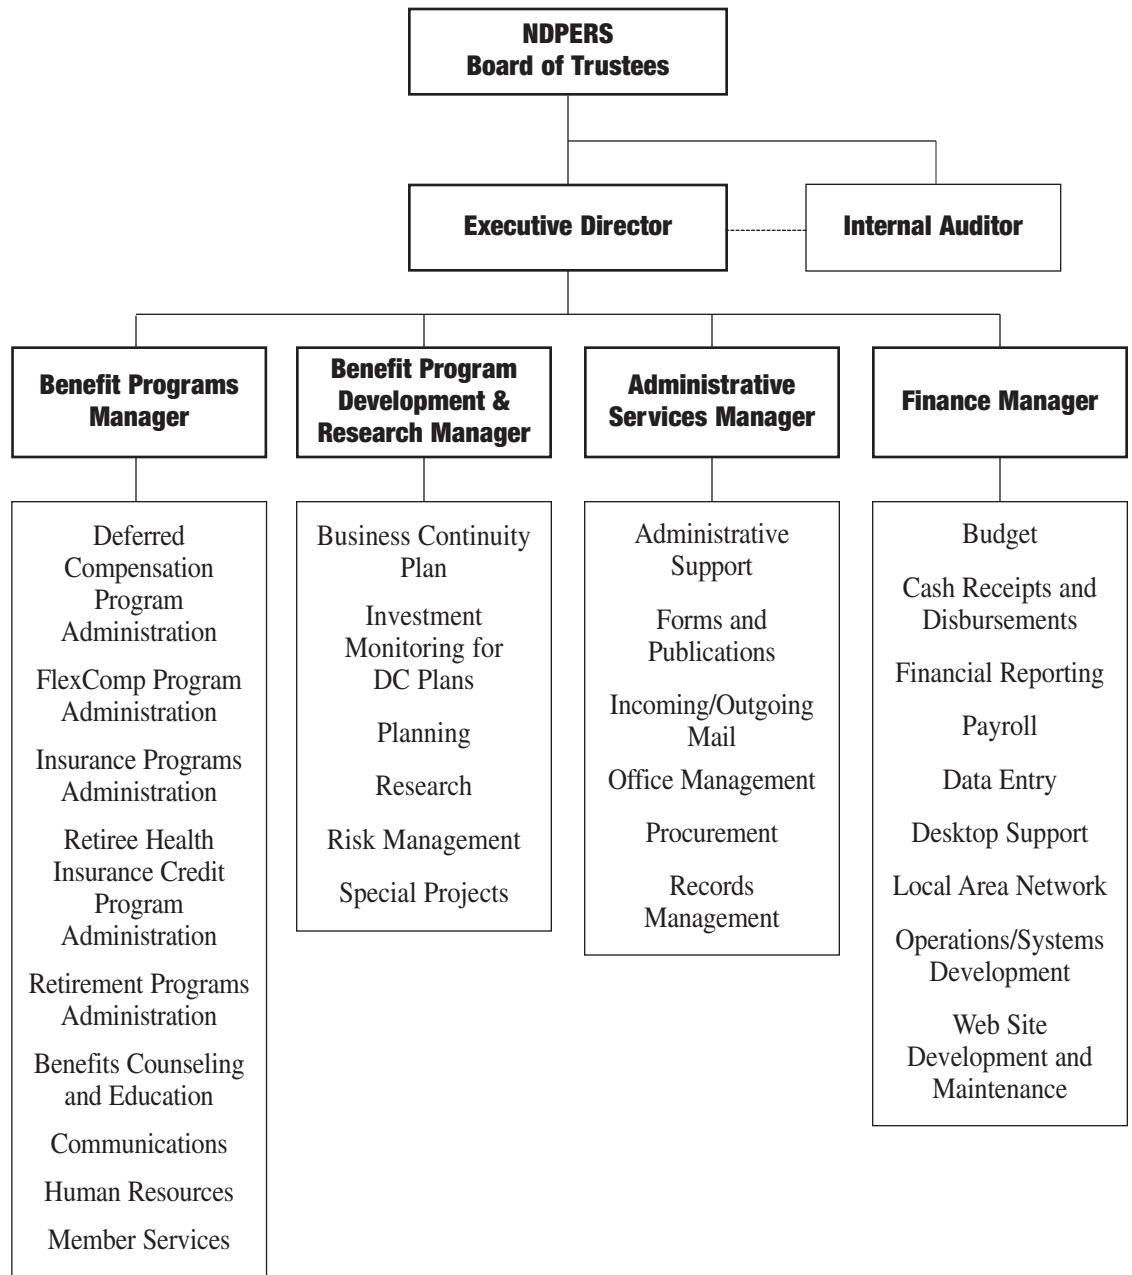 NDPERS
Board of Trustees
Executive Director
Internal Auditor
Benefit Programs
Manager
Benefit Program
Development &
Research Manager
Administrative
Services Manager
Finance Manager
Deferred
Compensation
Program
Administration
FlexComp Program
Administration
Insurance Programs
Administration
Retiree Health
Insurance Credit
Program
Administration
Retirement Programs
Administration
Benefits Counseling
and Education
Communications
Human Resources
Member Services
Business Continuity
Plan
Investment
Monitoring for
DC Plans
Planning
Research
Risk Management
Special Projects
Administrative
Support
Forms and
Publications
Incoming/Outgoing
Mail
Office Management
Procurement
Records
Management
Budget
Cash Receipts and
Disbursements
Financial Reporting
Payroll
Data Entry
Desktop Support
Local Area Network
Operations/Systems
Development
Web Site
Development and
Maintenance